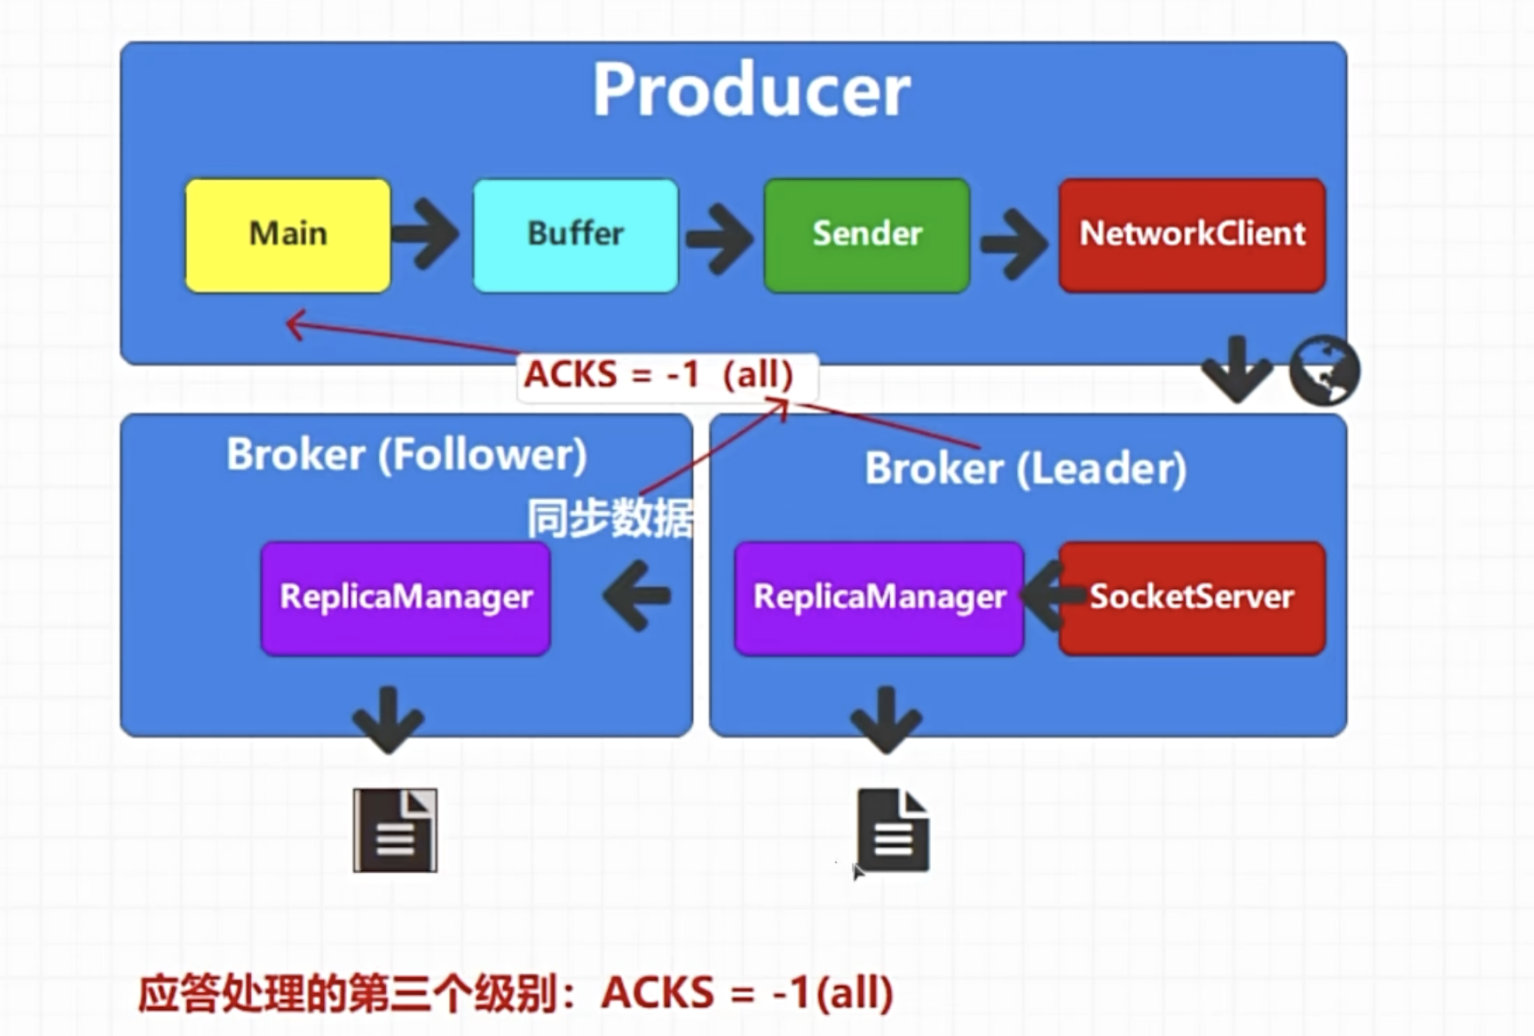 Producer
Main
Buffer
Sender
NetworkClient
ACKS = -1（all）
Broker (Follower)
Broker (Leader)
同步数据
ReplicaManager
ReplicaManager
SocketServer
应答处理的第三个级别：ACKS = -1(all)